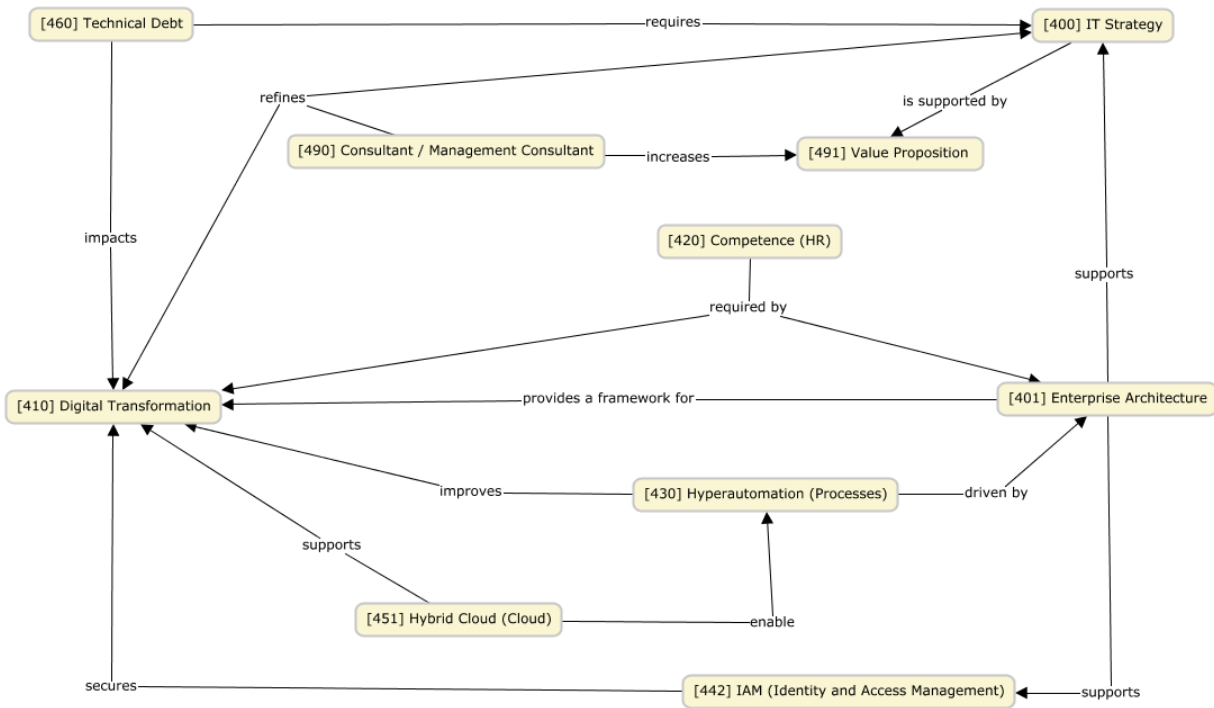 [460] Technical Debt
requires
[400] IT Strategy
refines
is supported by
[490] Consultant / Management Consultant
increases
[491] Value Proposition
impacts
[420] Competence (HR)
supports
required by
[410] Digital Transformation
provides a framework for
[401] Enterprise Architecture
improves
[430] Hyperautomation (Processes)
driven by
supports
[451] Hybrid Cloud (Cloud)
enable
secures
[442] IAM (Identity and Access Management)
supports